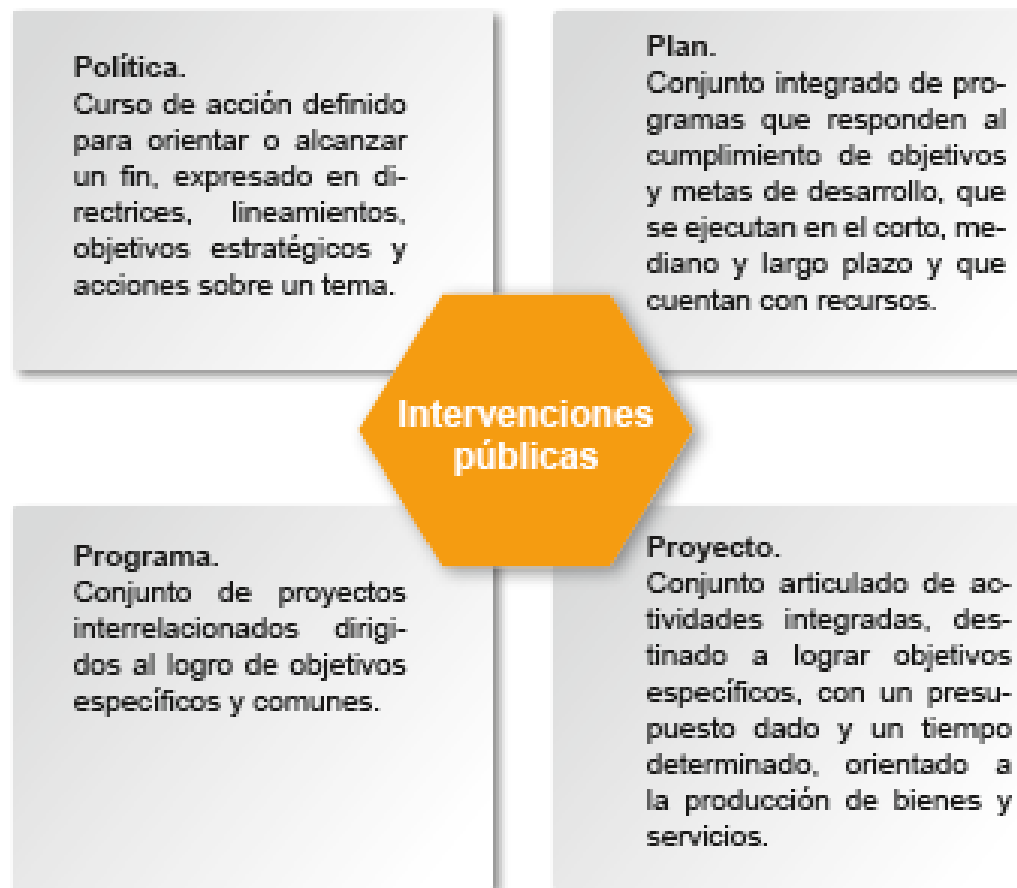 Política.
Curso de acción definido
para orientar o alcanzar
un fin, expresado en di-
rectrices, lineamientos,
objetivos estratégicos y
acciones sobre un tema.
Plan.
Conjunto integrado de pro-
gramas que responden al
cumplimiento de objetivos
y metas de desarrollo, que
se ejecutan en el corto, me-
diano y largo plazo y que
cuentan con recursos.
Intervenciones
públicas
Programa.
Conjunto de proyectos
interrelacionados dirigi-
dos al logro de objetivos
específicos y comunes.
Proyecto.
Conjunto articulado de ac-
tividades integradas, des-
tinado a lograr objetivos
específicos, con un presu-
puesto dado y un tiempo
determinado, orientado a
la producción de bienes y
servicios.